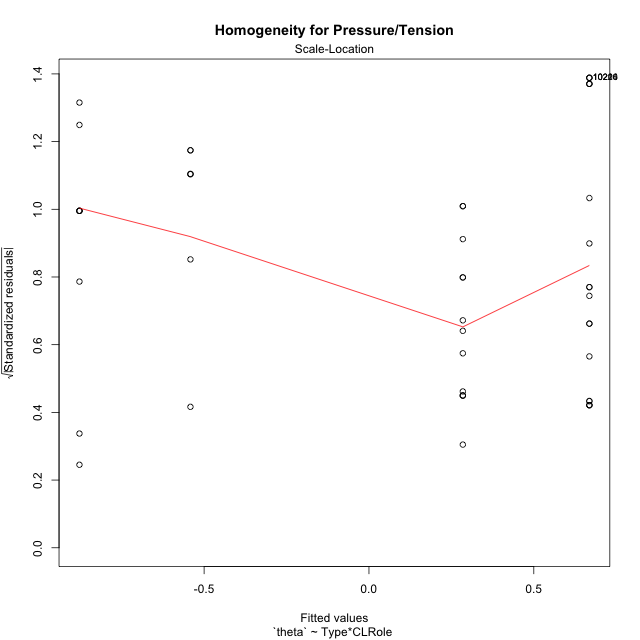 Homogeneity for Pressure/Tension
Scale-Location
1.4
1.2
1.0
0.8
0.6
0.4
0.2
0.0
√|Standardized residuals|
-0.5 0.0 0.5
Fitted values
`theta` ~ Type*CLRole